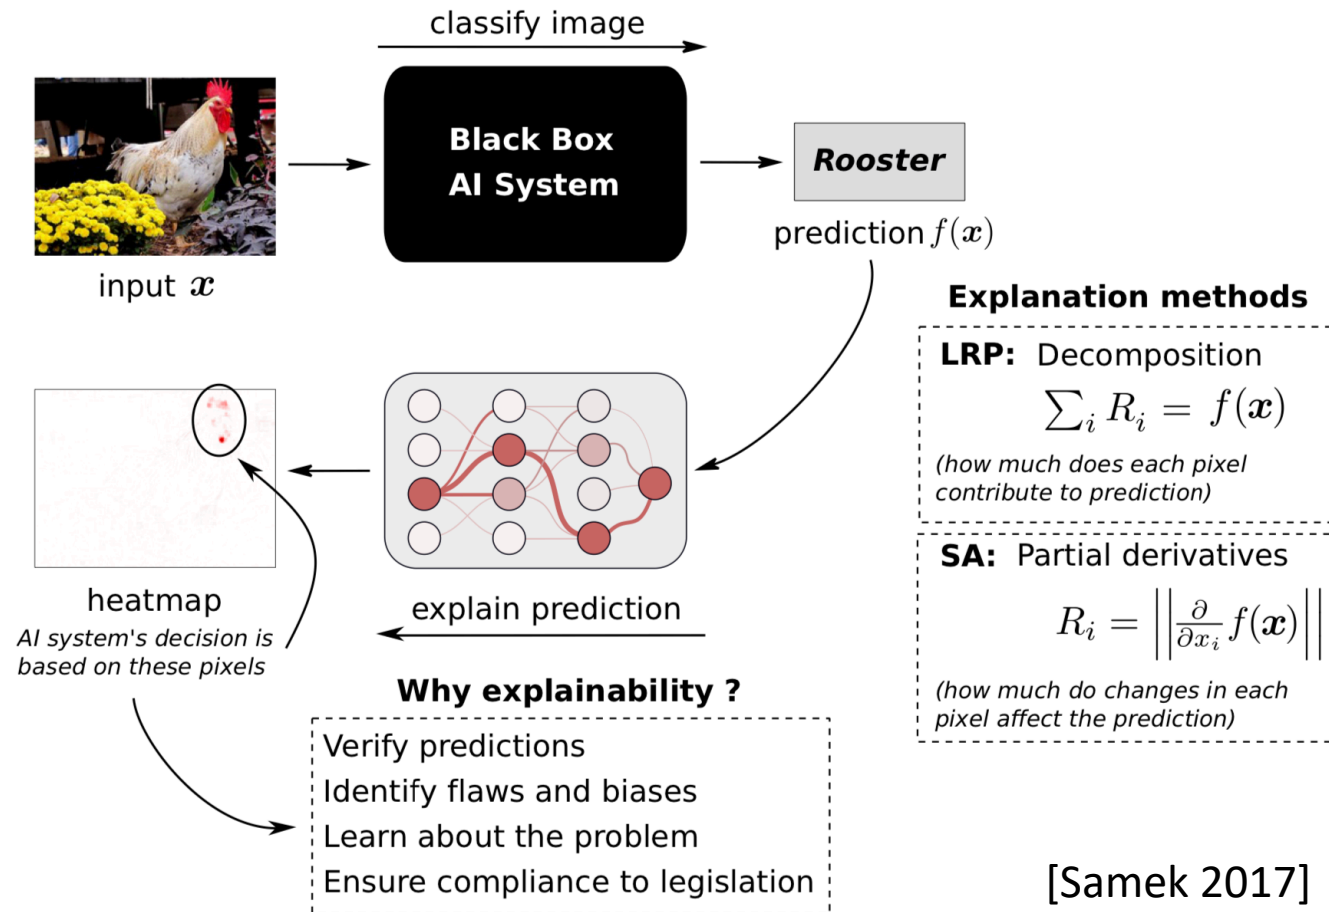 classify image
Black Box
AI System
Rooster
prediction f(x)
input x
Explanation methods
LRP: Decomposition
∑ᵢ Rᵢ = f(x)
(how much does each pixel
contribute to prediction)
SA: Partial derivatives
Rᵢ = ||∂/∂xᵢ f(x)||
(how much do changes in each
pixel affect the prediction)
heatmap
AI system's decision is
based on these pixels
explain prediction
Why explainability ?
Verify predictions
Identify flaws and biases
Learn about the problem
Ensure compliance to legislation
[Samek 2017]